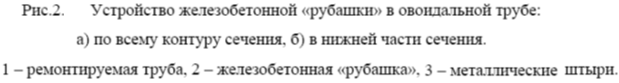 Рис.2. Устройство железобетонной «рубашки» в овоидальной трубе:
а) по всему контуру сечения, б) в нижней части сечения.
1 – ремонтируемая труба, 2 – железобетонная «рубашка», 3 – металлические штыри.